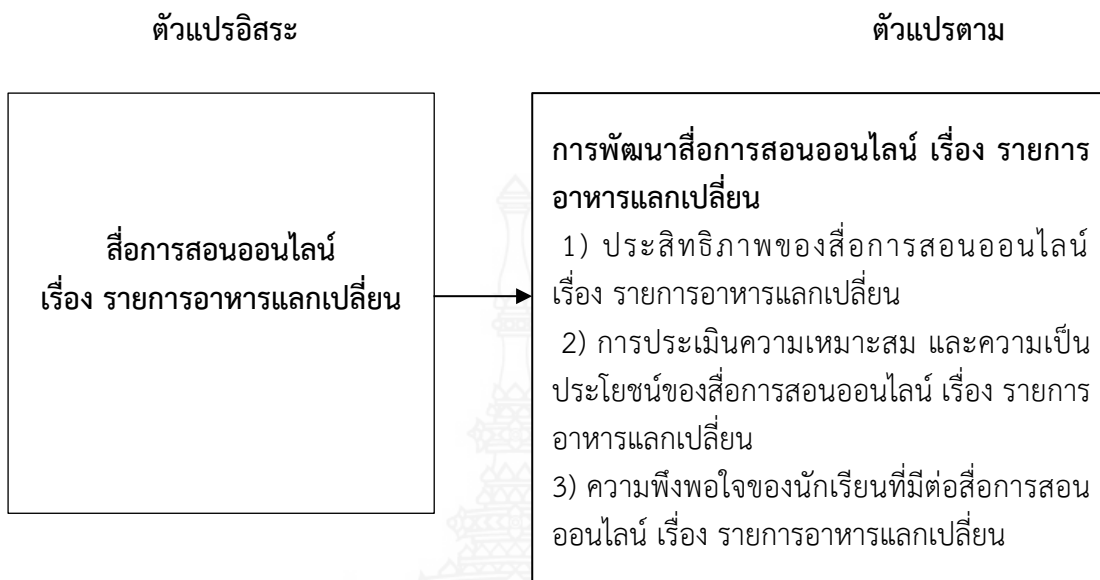 ตัวแปรอิสระ
ตัวแปรตาม
สื่อการสอนออนไลน์
เรื่อง รายการอาหารแลกเปลี่ยน
การพัฒนาสื่อการสอนออนไลน์ เรื่อง รายการ
อาหารแลกเปลี่ยน
1) ประสิทธิภาพของสื่อการสอนออนไลน์
เรื่อง รายการอาหารแลกเปลี่ยน
2) การประเมินความเหมาะสม และความเป็น
ประโยชน์ของสื่อการสอนออนไลน์ เรื่อง รายการ
อาหารแลกเปลี่ยน
3) ความพึงพอใจของนักเรียนที่มีต่อสื่อการสอน
ออนไลน์ เรื่อง รายการอาหารแลกเปลี่ยน